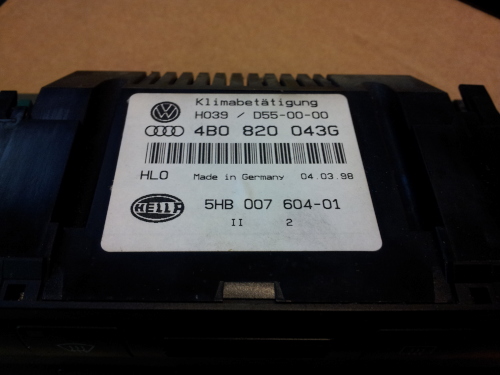 Klimabetätigung
H039 / D55-00-00
4B0 820 043G
HLO Made in Germany 04.03.98
HELLA 5HB 007 604-01
II 2